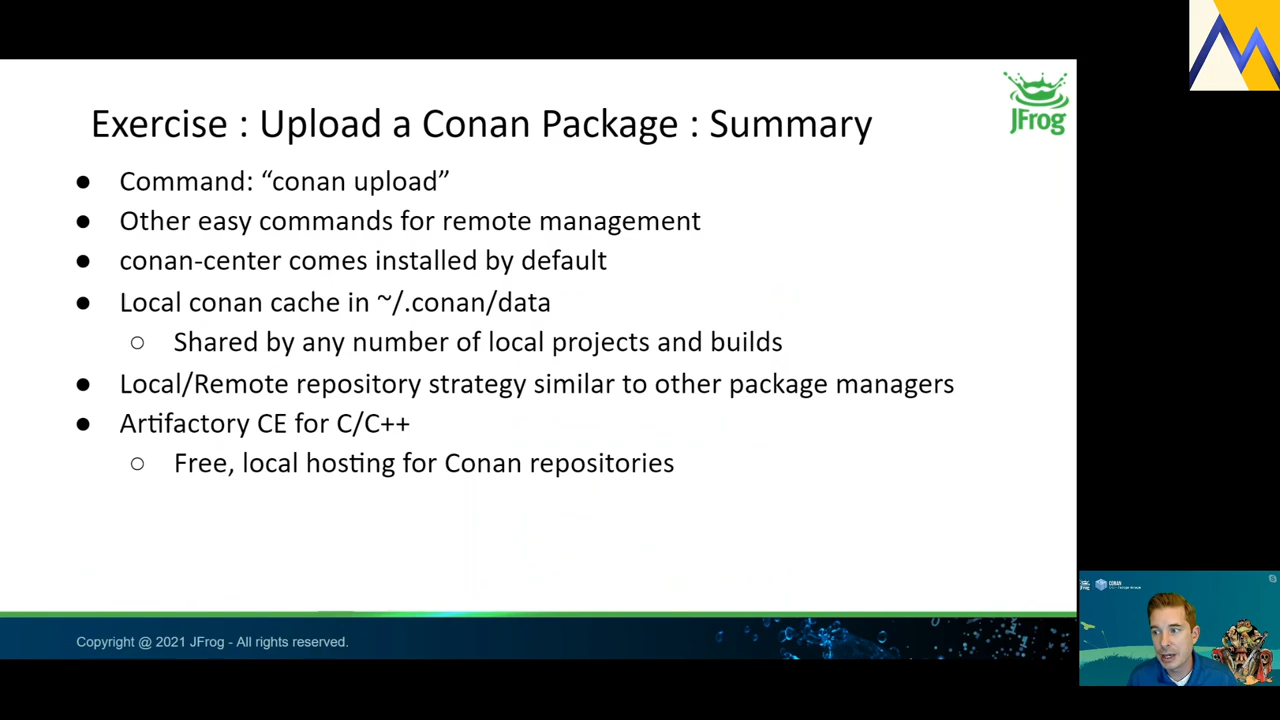 Exercise : Upload a Conan Package : Summary
JFrog
● Command: “conan upload”
● Other easy commands for remote management
● conan-center comes installed by default
● Local conan cache in ~/.conan/data
○ Shared by any number of local projects and builds
● Local/Remote repository strategy similar to other package managers
● Artifactory CE for C/C++
○ Free, local hosting for Conan repositories
Copyright @ 2021 JFrog - All rights reserved.
CONAN